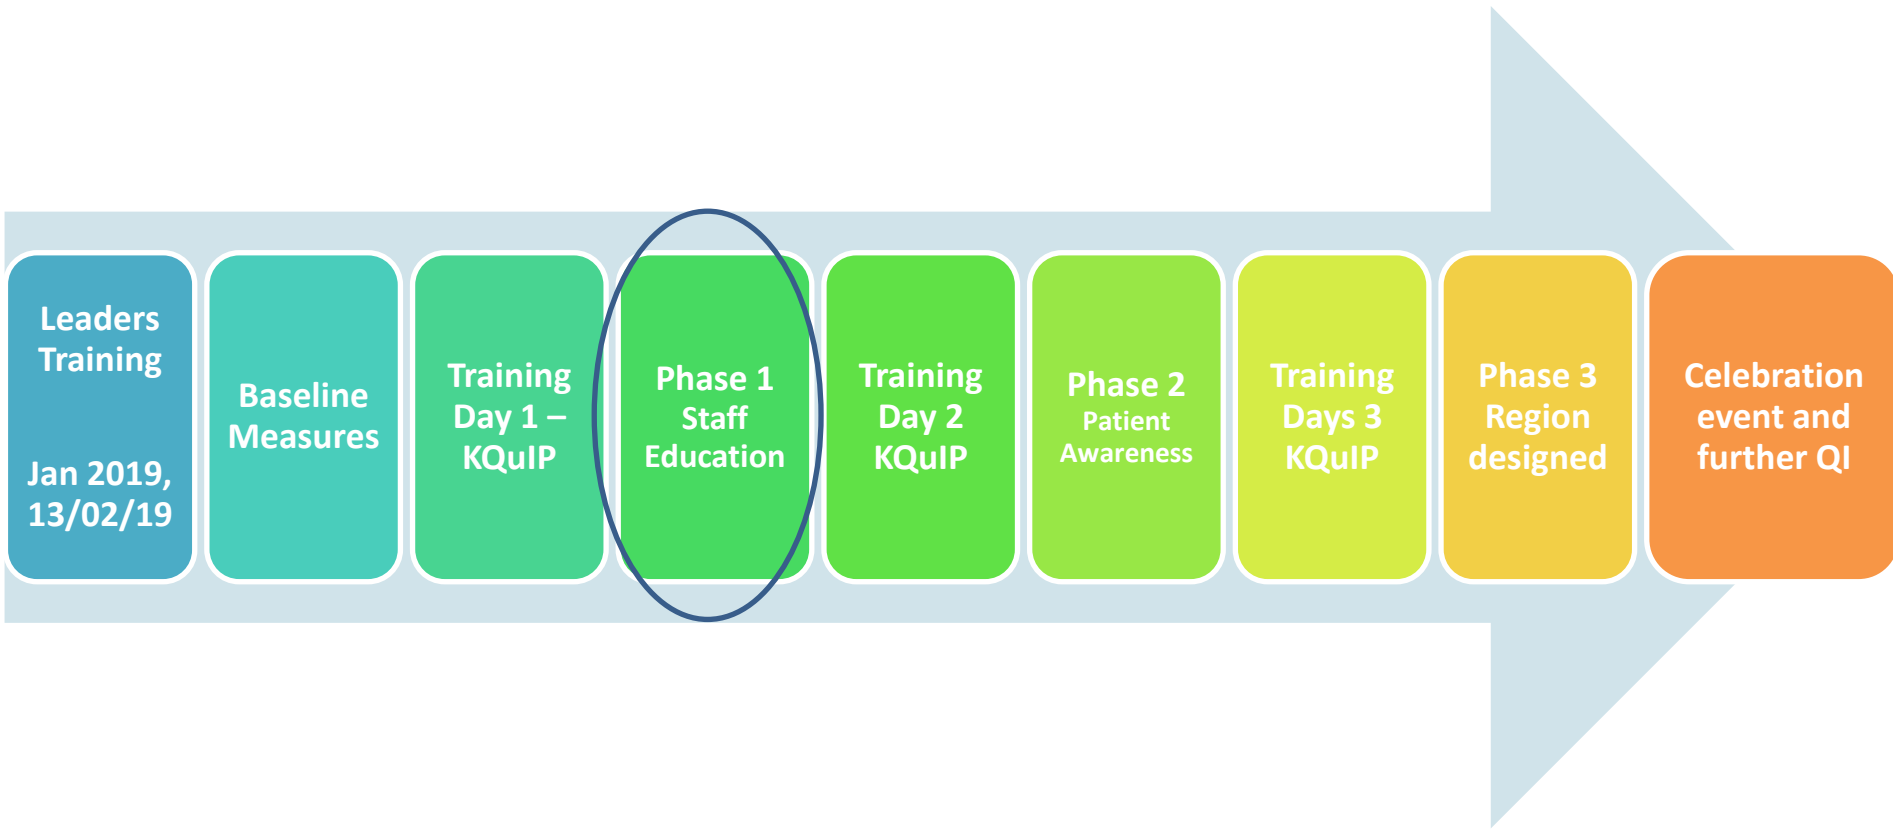 Leaders
Training
Jan 2019,
13/02/19
Baseline
Measures
Training
Day 1 –
KQuIP
Phase 1
Staff
Education
Training
Day 2
KQuIP
Phase 2
Patient
Awareness
Training
Days 3
KQuIP
Phase 3
Region
designed
Celebration
event and
further QI